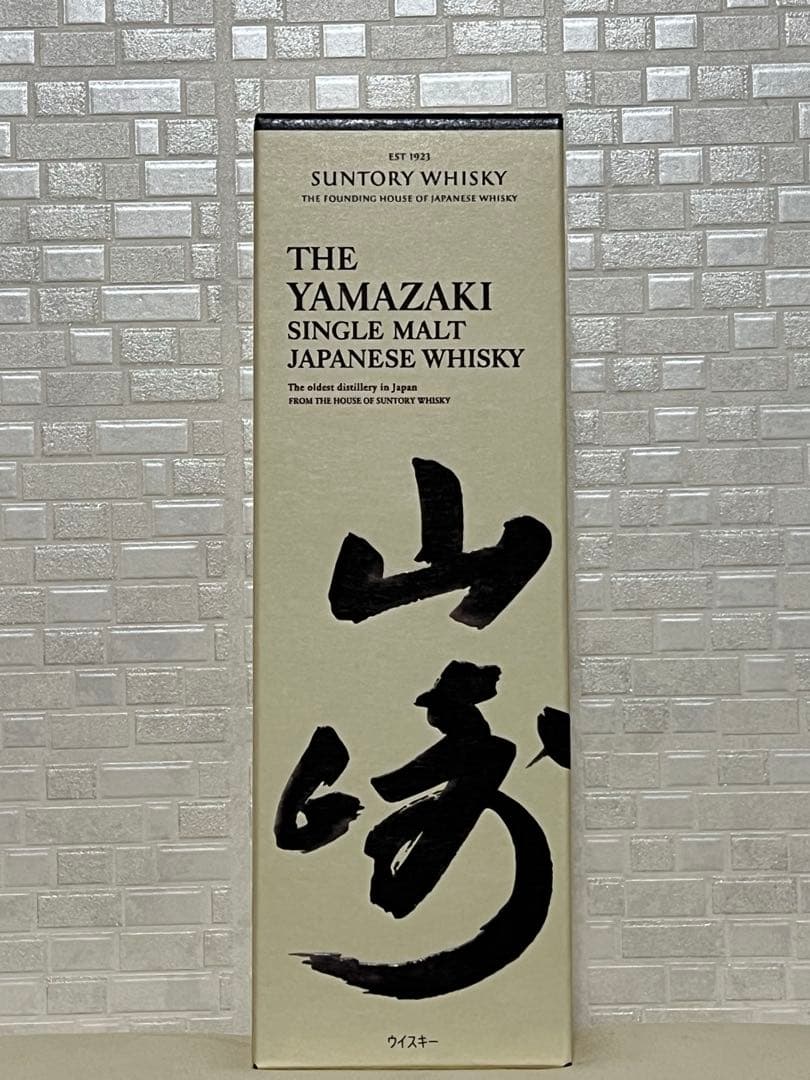 EST 1923
SUNTORY WHISKY
THE FOUNDING HOUSE OF JAPANESE WHISKY
THE
YAMAZAKI
SINGLE MALT
JAPANESE WHISKY
The oldest distillery in Japan
FROM THE HOUSE OF SUNTORY WHISKY
山
崎
ウイスキー